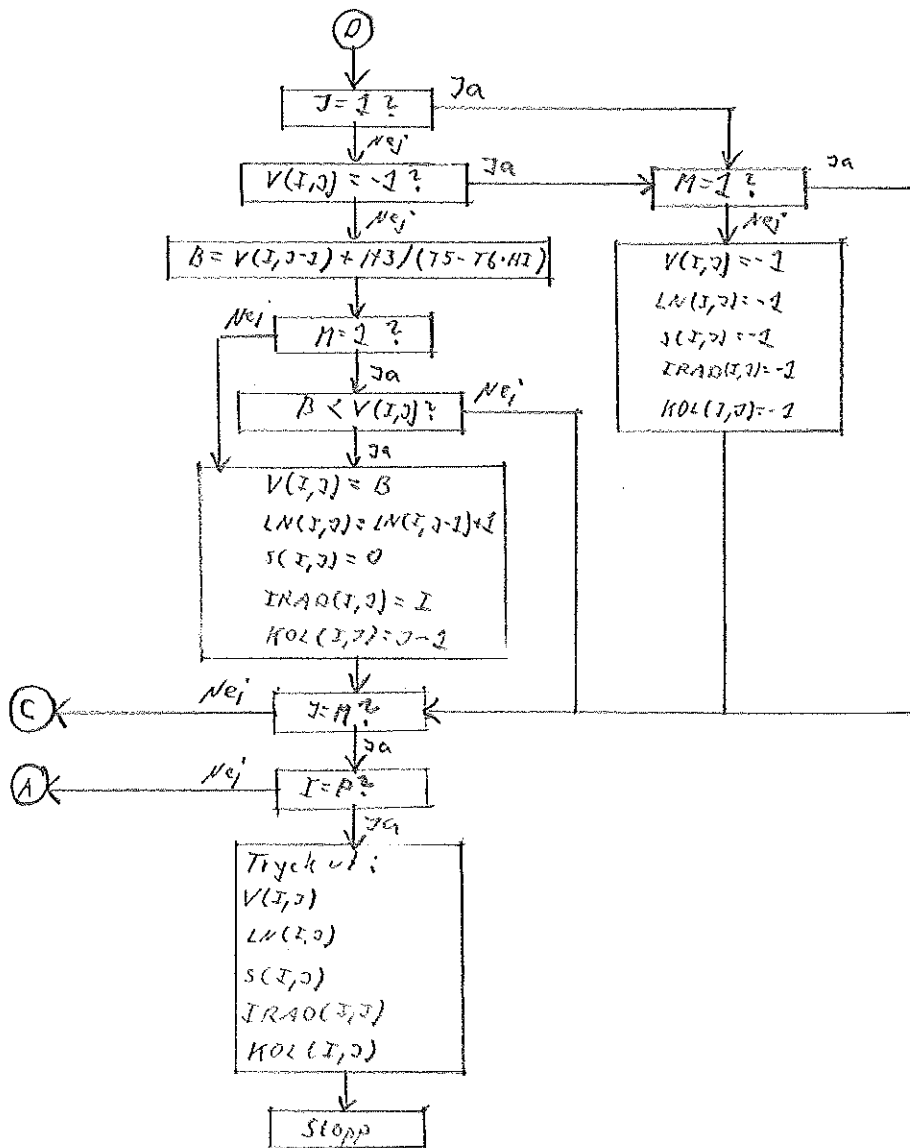 D
J=1 ?
Ja
Nej
V(I,J) = -1 ?
Ja
M=1 ?
Ja
Nej
Nej
B = V(I,J-1) + H3/(T5-T6·HI)
V(I,J) = -1
LN(I,J) = -1
S(I,J) = -1
IRAD(I,J) = -1
KOL(I,J) = -1
Nej
M=1 ?
Ja
B < V(I,J)?
Nej
Ja
V(I,J) = B
LN(I,J) = LN(I,J-1)+1
S(I,J) = 0
IRAD(I,J) = I
KOL(I,J) = J-1
C
Nej
J=M?
Ja
A
Nej
I=P?
Ja
Tryck ut:
V(I,J)
LN(I,J)
S(I,J)
IRAD(I,J)
KOL(I,J)
Stopp